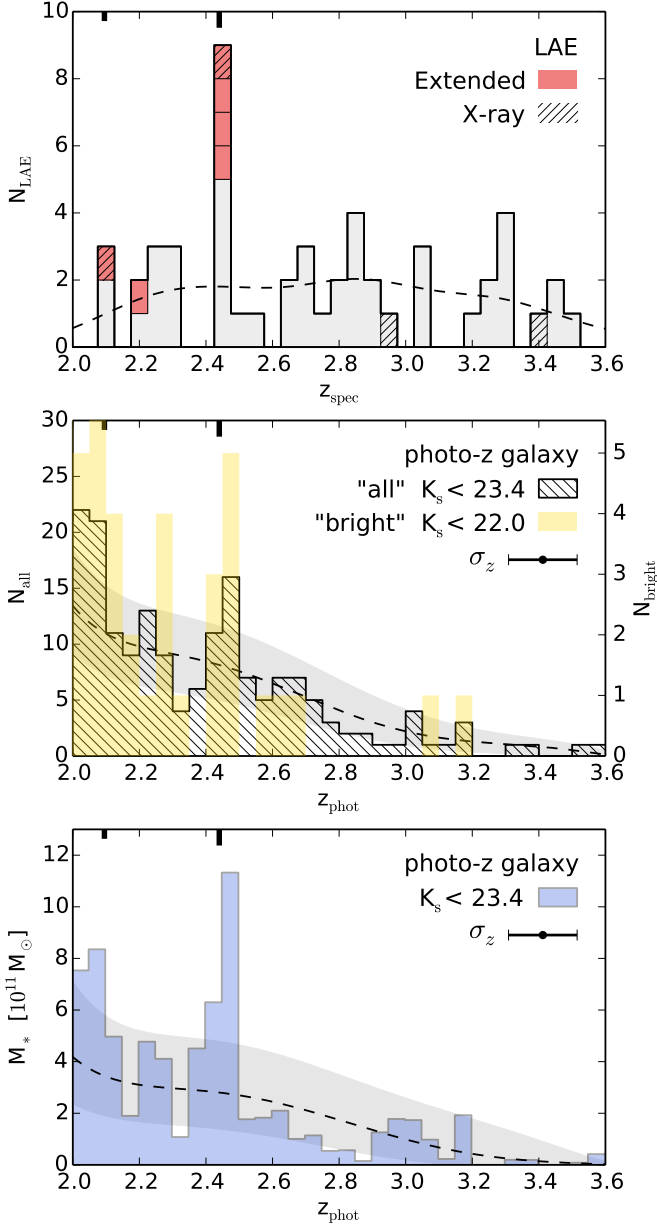 10
8
6
4
2
0
N_LAE
LAE
Extended
X-ray
2.0 2.2 2.4 2.6 2.8 3.0 3.2 3.4 3.6
z_spec
30
25
20
15
10
5
0
N_all
photo-z galaxy
"all" K_s < 23.4
"bright" K_s < 22.0
σ_z
5
4
3
2
1
0
N_bright
2.0 2.2 2.4 2.6 2.8 3.0 3.2 3.4 3.6
z_phot
12
10
8
6
4
2
0
M_* [10^11 M_⊙]
photo-z galaxy
K_s < 23.4
σ_z
2.0 2.2 2.4 2.6 2.8 3.0 3.2 3.4 3.6
z_phot